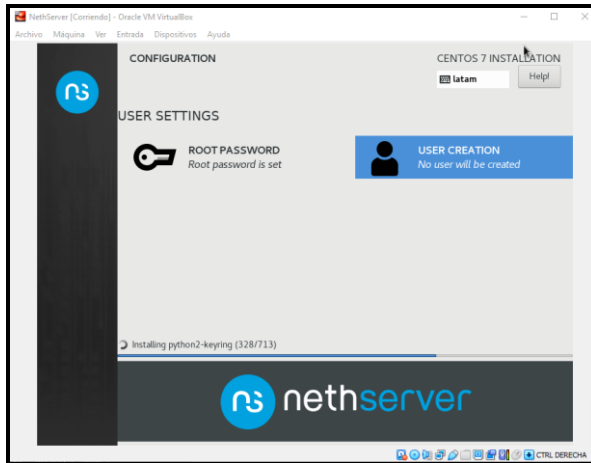 NethServer [Corriendo] - Oracle VM VirtualBox
Archivo Máquina Ver Entrada Dispositivos Ayuda
ns
CONFIGURATION
CENTOS 7 INSTALLATION
latam
Help!
USER SETTINGS
ROOT PASSWORD
Root password is set
USER CREATION
No user will be created
Installing python2-keyring (328/713)
ns nethserver
CTRL DERECHA